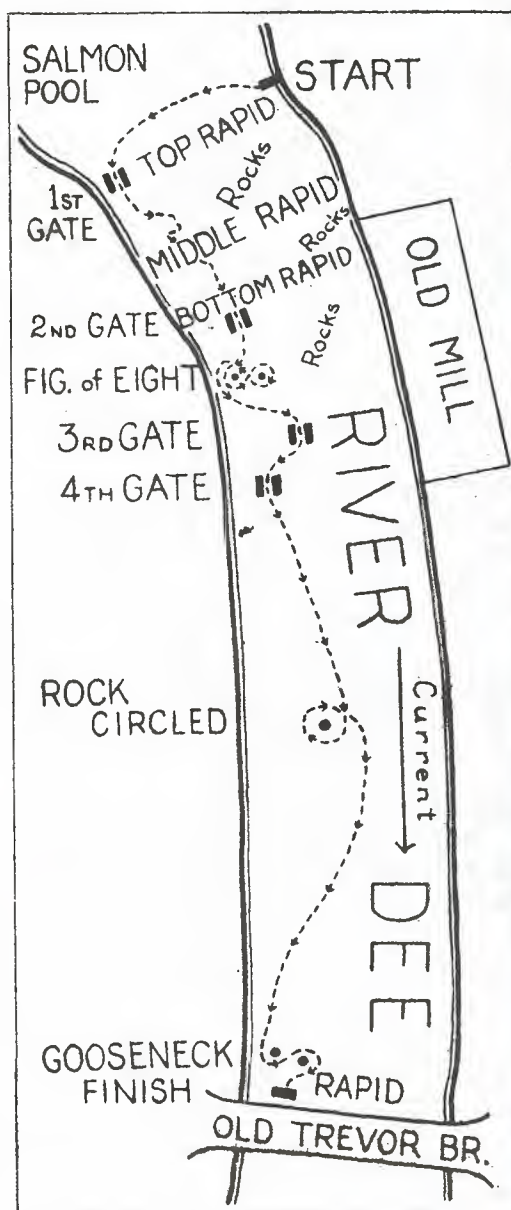 SALMON
POOL
START
TOP RAPID
Rocks
1ST
GATE
MIDDLE RAPID
Rocks
BOTTOM RAPID
2ND GATE
Rocks
OLD MILL
FIG. of EIGHT
3RD GATE
4TH GATE
RIVER
ROCK
CIRCLED
Current
DEE
GOOSENECK
FINISH
RAPID
OLD TREVOR BR.